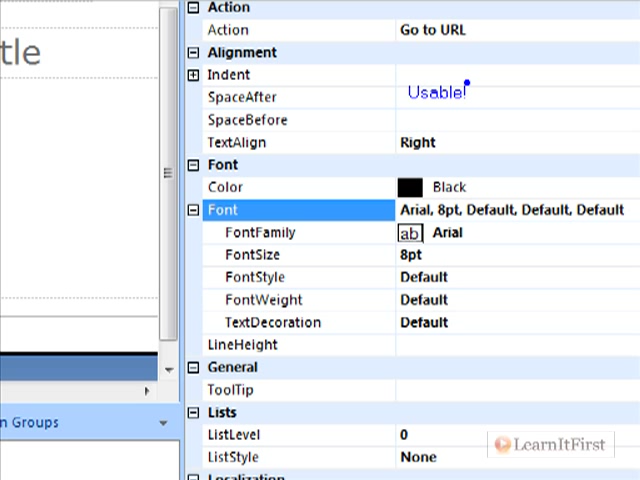 Action
Action Go to URL
tle
Alignment
Indent
SpaceAfter
Usable!
SpaceBefore
TextAlign Right
Font
Color Black
Font Arial, 8pt, Default, Default, Default
FontFamily ab Arial
FontSize 8pt
FontStyle Default
FontWeight Default
TextDecoration Default
LineHeight
General
ToolTip
n Groups
Lists
ListLevel 0
LearnItFirst
ListStyle None
Localization